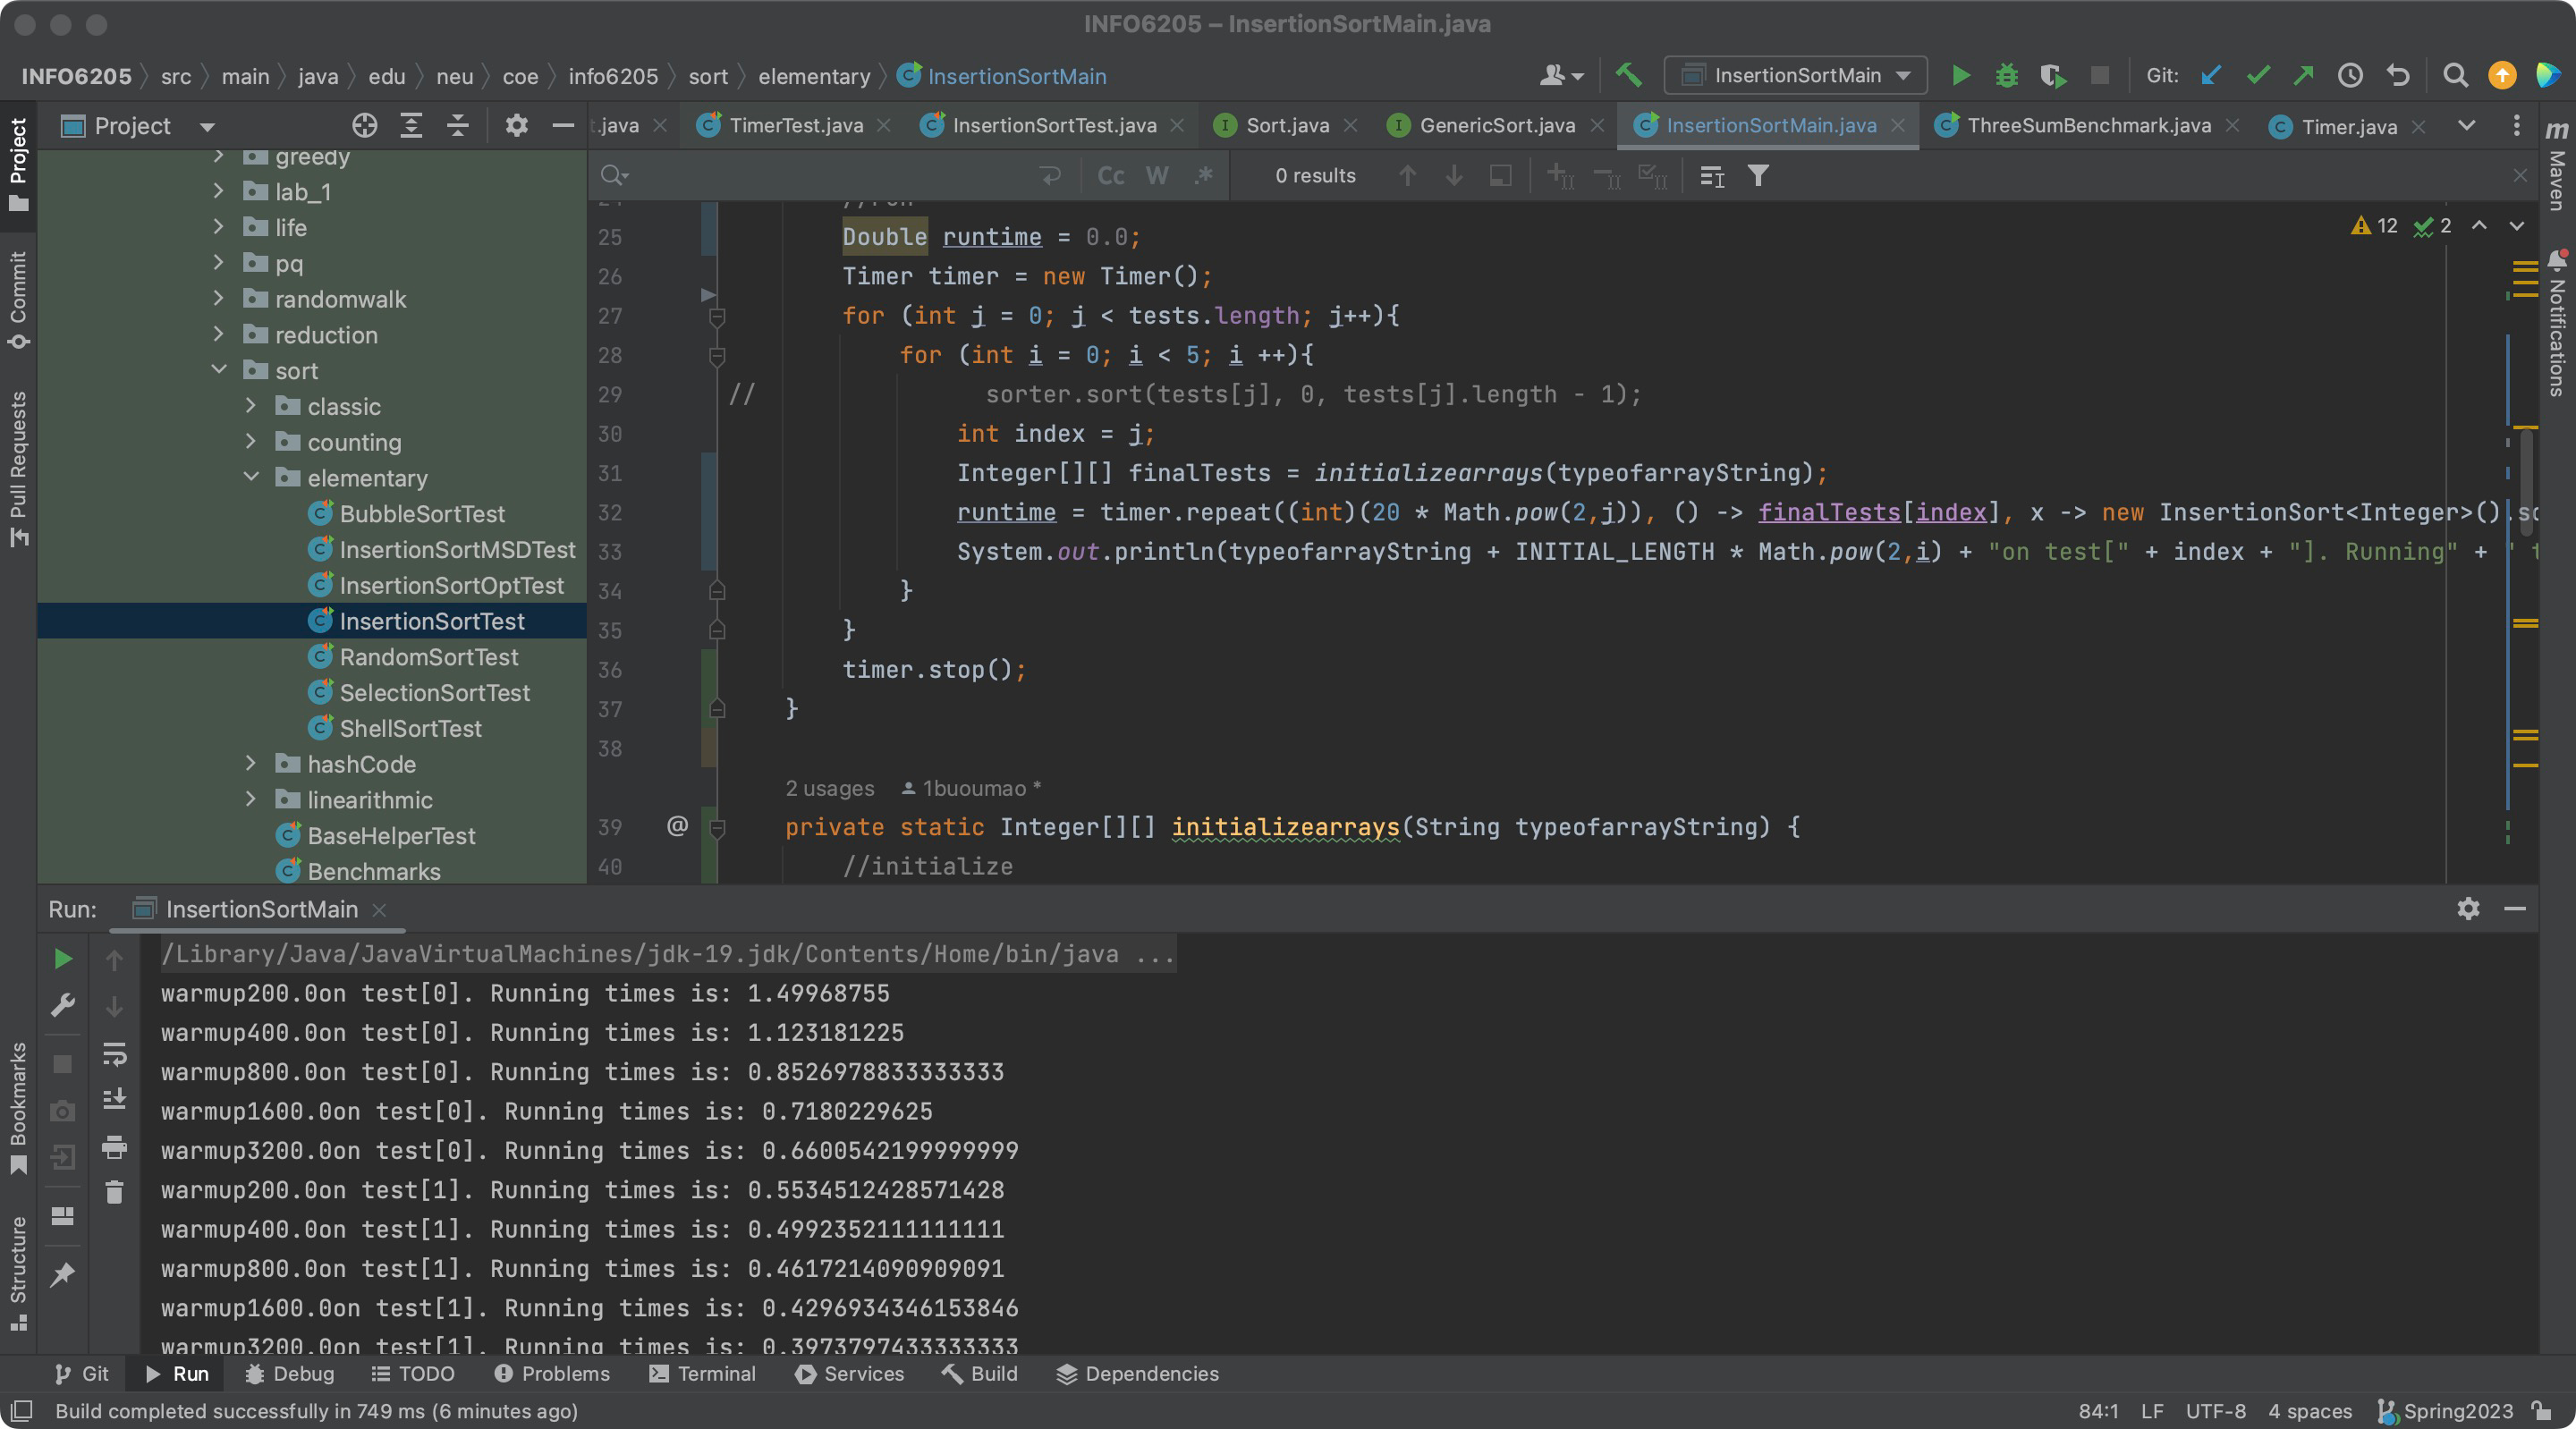 INFO6205 – InsertionSortMain.java
INFO6205 src main java edu neu coe info6205 sort elementary InsertionSortMain
InsertionSortMain
Git:
Project
.java TimerTest.java InsertionSortTest.java Sort.java GenericSort.java InsertionSortMain.java ThreeSumBenchmark.java Timer.java
Cc W .* 0 results
12 2
Project
Commit
Pull Requests
Bookmarks
Structure
greedy
lab_1
life
pq
randomwalk
reduction
sort
classic
counting
elementary
BubbleSortTest
InsertionSortMSDTest
InsertionSortOptTest
InsertionSortTest
RandomSortTest
SelectionSortTest
ShellSortTest
hashCode
linearithmic
BaseHelperTest
Benchmarks
25 Double runtime = 0.0;
26 Timer timer = new Timer();
27 for (int j = 0; j < tests.length; j++){
28 for (int i = 0; i < 5; i ++){
29 // sorter.sort(tests[j], 0, tests[j].length - 1);
30 int index = j;
31 Integer[][] finalTests = initializearrays(typeofarrayString);
32 runtime = timer.repeat((int)(20 * Math.pow(2,j)), () -> finalTests[index], x -> new InsertionSort<Integer>().so
33 System.out.println(typeofarrayString + INITIAL_LENGTH * Math.pow(2,i) + "on test[" + index + "]. Running" + " t
34 }
35 }
36 timer.stop();
37 }
38
2 usages 1buoumao *
39 @ private static Integer[][] initializearrays(String typeofarrayString) {
40 //initialize
m Maven
Notifications
Run: InsertionSortMain
/Library/Java/JavaVirtualMachines/jdk-19.jdk/Contents/Home/bin/java ...
warmup200.0on test[0]. Running times is: 1.49968755
warmup400.0on test[0]. Running times is: 1.123181225
warmup800.0on test[0]. Running times is: 0.8526978833333333
warmup1600.0on test[0]. Running times is: 0.7180229625
warmup3200.0on test[0]. Running times is: 0.6600542199999999
warmup200.0on test[1]. Running times is: 0.5534512428571428
warmup400.0on test[1]. Running times is: 0.4992352111111111
warmup800.0on test[1]. Running times is: 0.4617214090909091
warmup1600.0on test[1]. Running times is: 0.4296934346153846
warmup3200.0on test[1]. Running times is: 0.3973797433333333
Git Run Debug TODO Problems Terminal Services Build Dependencies
Build completed successfully in 749 ms (6 minutes ago)
84:1 LF UTF-8 4 spaces Spring2023